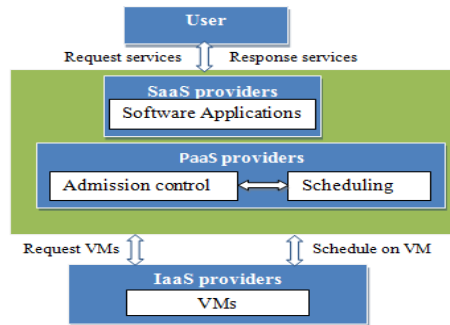 User
Request services
Response services
SaaS providers
Software Applications
PaaS providers
Admission control
Scheduling
Request VMs
Schedule on VM
IaaS providers
VMs